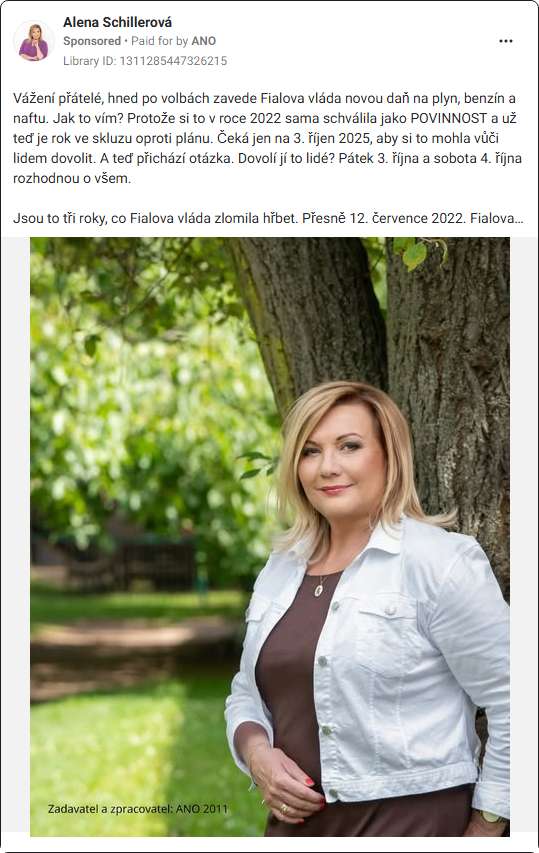 Alena Schillerová
Sponsored • Paid for by ANO
Library ID: 1311285447326215
Vážení přátelé, hned po volbách zavede Fialova vláda novou daň na plyn, benzín a
naftu. Jak to vím? Protože si to v roce 2022 sama schválila jako POVINNOST a už
teď je rok ve skluzu oproti plánu. Čeká jen na 3. říjen 2025, aby si to mohla vůči
lidem dovolit. A teď přichází otázka. Dovolí jí to lidé? Pátek 3. října a sobota 4. října
rozhodnou o všem.
Jsou to tři roky, co Fialova vláda zlomila hřbet. Přesně 12. července 2022. Fialova...
Zadavatel a zpracovatel: ANO 2011